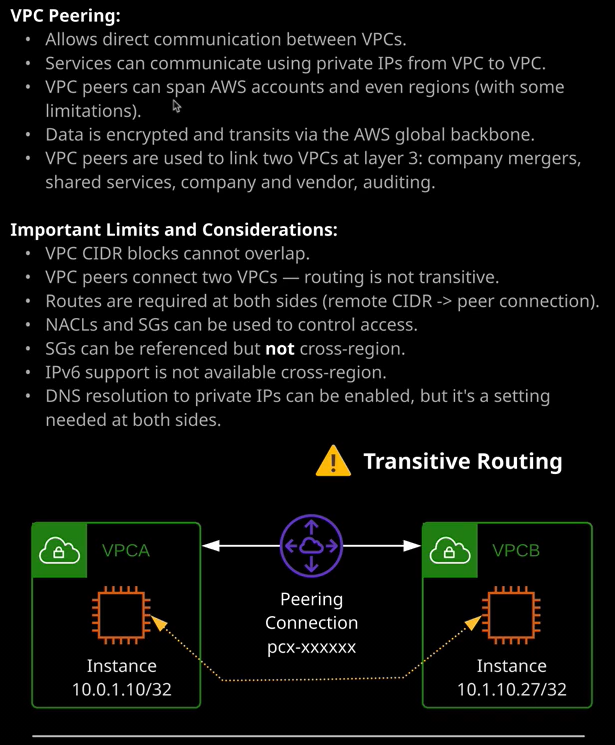 VPC Peering:
• Allows direct communication between VPCs.
• Services can communicate using private IPs from VPC to VPC.
• VPC peers can span AWS accounts and even regions (with some
limitations).
• Data is encrypted and transits via the AWS global backbone.
• VPC peers are used to link two VPCs at layer 3: company mergers,
shared services, company and vendor, auditing.
Important Limits and Considerations:
• VPC CIDR blocks cannot overlap.
• VPC peers connect two VPCs — routing is not transitive.
• Routes are required at both sides (remote CIDR -> peer connection).
• NACLs and SGs can be used to control access.
• SGs can be referenced but not cross-region.
• IPv6 support is not available cross-region.
• DNS resolution to private IPs can be enabled, but it's a setting
needed at both sides.
Transitive Routing
VPCA
VPCB
Peering
Connection
pcx-xxxxxx
Instance
10.0.1.10/32
Instance
10.1.10.27/32